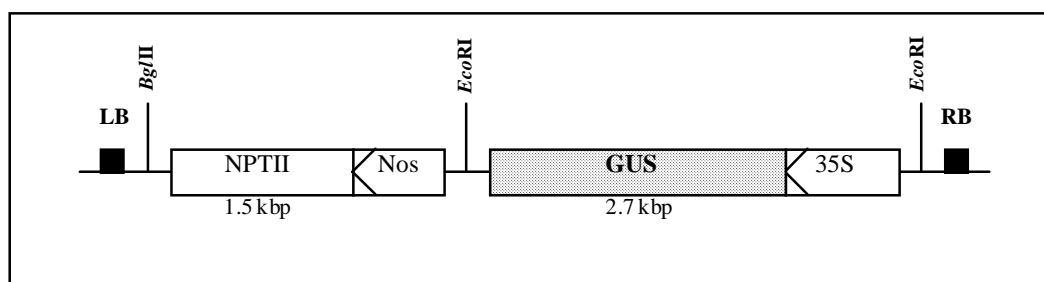 BglII
EcoRI
EcoRI
LB
RB
NPTII
Nos
GUS
35S
1.5 kbp
2.7 kbp